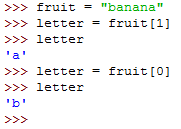 >>> fruit = "banana"
>>> letter = fruit[1]
>>> letter
'a'
>>> letter = fruit[0]
>>> letter
'b'
>>>